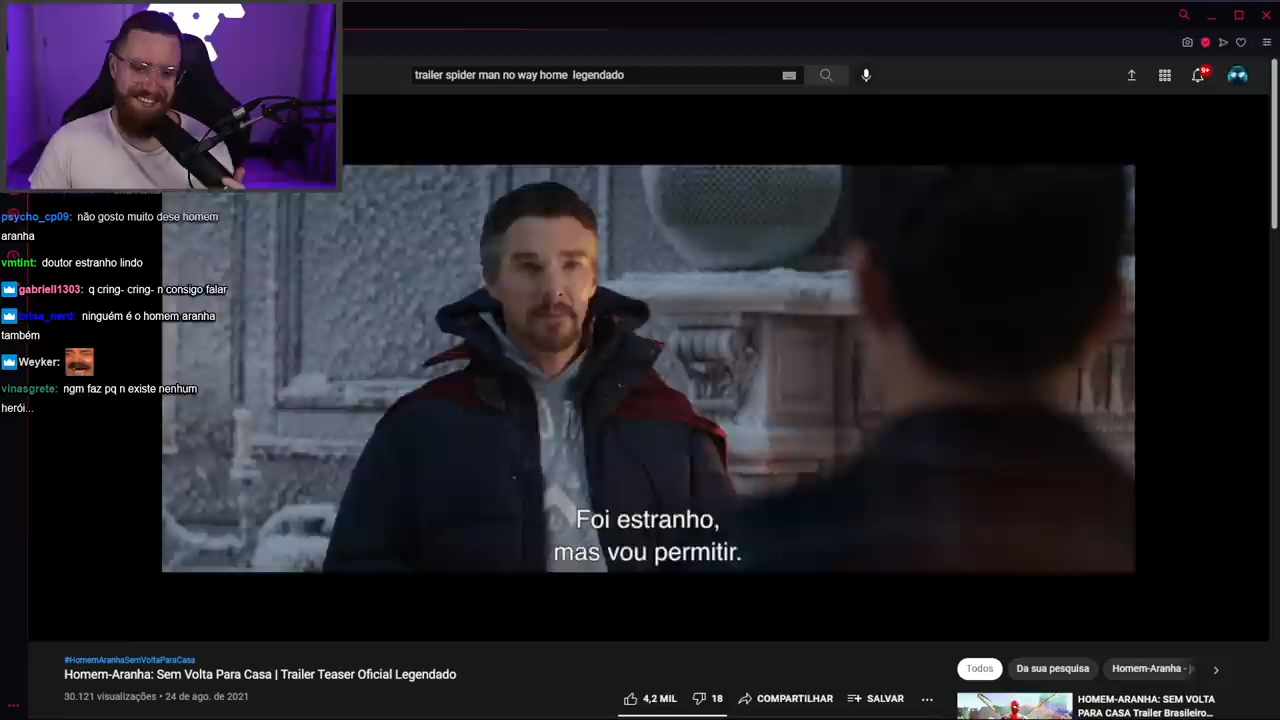 trailer spider man no way home  legendado
9+
psycho_cp09: não gosto muito dese homem
aranha
vmtint: doutor estranho lindo
gabriell1303: q cring- cring- n consigo falar
brisa_nerd: ninguém é o homem aranha
também
Weyker:
vinasgrete: ngm faz pq n existe nenhum
herói...
Foi estranho,
mas vou permitir.
#HomemAranhaSemVoltaParaCasa
Homem-Aranha: Sem Volta Para Casa | Trailer Teaser Oficial Legendado
30.121 visualizações • 24 de ago. de 2021
4,2 MIL
18
COMPARTILHAR
SALVAR
Todos
Da sua pesquisa
Homem-Aranha -
HOMEM-ARANHA: SEM VOLTA
PARA CASA Trailer Brasileiro...